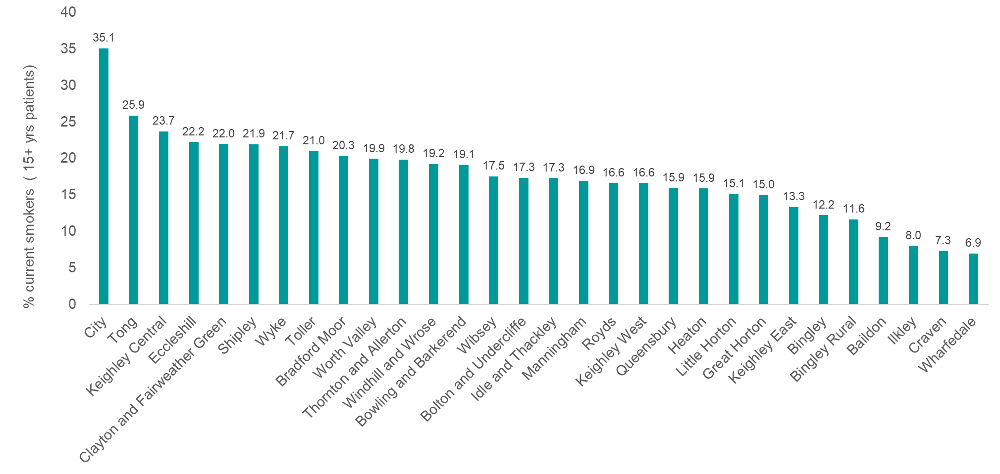 % current smokers ( 15+ yrs patients)
40
35
30
25
20
15
10
5
0
35.1
25.9
23.7
22.2
22.0
21.9
21.7
21.0
20.3
19.9
19.8
19.2
19.1
17.5
17.3
17.3
16.9
16.6
16.6
15.9
15.9
15.1
15.0
13.3
12.2
11.6
9.2
8.0
7.3
6.9
City
Tong
Keighley Central
Eccleshill
Clayton and Fairweather Green
Shipley
Wyke
Toller
Bradford Moor
Worth Valley
Thornton and Allerton
Windhill and Wrose
Bowling and Barkerend
Wibsey
Bolton and Undercliffe
Idle and Thackley
Manningham
Royds
Keighley West
Queensbury
Heaton
Little Horton
Great Horton
Keighley East
Bingley
Bingley Rural
Baildon
Ilkley
Craven
Wharfedale